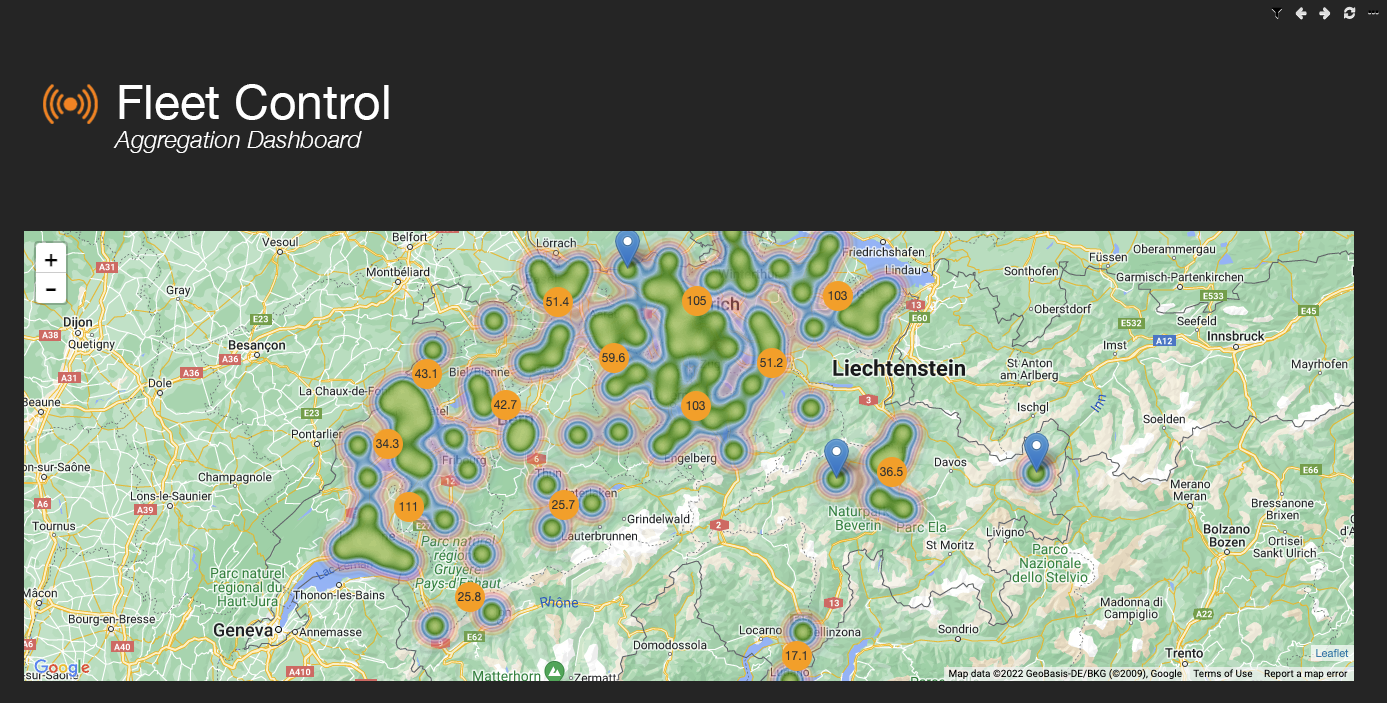 Fleet Control
Aggregation Dashboard
+
-
Vesoul
Belfort
Lörrach
Friedrichshafen
Oberammergau
Füssen
Lindau
Sonthofen
Garmisch-Partenkirchen
A31
Montbéliard
Gray
51.4
105
rich
103
13
E60
E533
Oberstdorf
E45
Dijon
E23
E532
Seefeld
A38
Quetigny
Besançon
A12
Innsbruck
A36
59.6
51.2
Imst
St Anton
am Arlberg
Liechtenstein
Mayrhofen
A31
A36
43.1
Biel/Bienne
Dole
La Chaux-de-Fo
3
Beaune
E23
42.7
103
Ischgl
Inn
Soelden
Pontarlier
34.3
Engelberg
Davos
on-sur-Saône
6
Fribourg
Thun
36.5
E66
Champagnole
Merano
Meran
A6
Lons-le-Saunier
A39
111
25.7
Bressanone
Brixen
Tournus
E27
Grindelwald
2
Naturpark
Beverin
Parc Ela
Livigno
Bolzano
Bozen
Lauterbrunnen
St Moritz
Ortisei
Sankt Ulrich
Parc naturel
régional du
Haut-Jura
Parc naturel
Pays-d'Enhaut
Parco
Nazionale
dello Stelvio
Mâcon
Thonon-les-Bains
25.8
Rhône
13
Madonna di
Campiglio
A22
Bourg-en-Bresse
Geneva
Annemasse
E62
Locarno
ellinzona
Sondrio
A40
Domodossola
17.1
Trento
Google
A410
Matterhorn
Zermatt
Leaflet
Map data ©2022 GeoBasis-DE/BKG (©2009), Google
Terms of Use
Report a map error